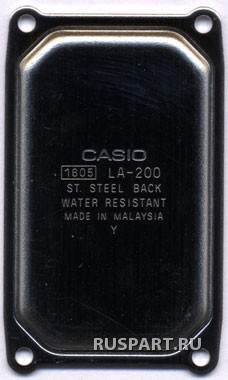 CASIO
1605 LA-200
ST. STEEL BACK
WATER RESISTANT
MADE IN MALAYSIA
Y
RUSPART.RU